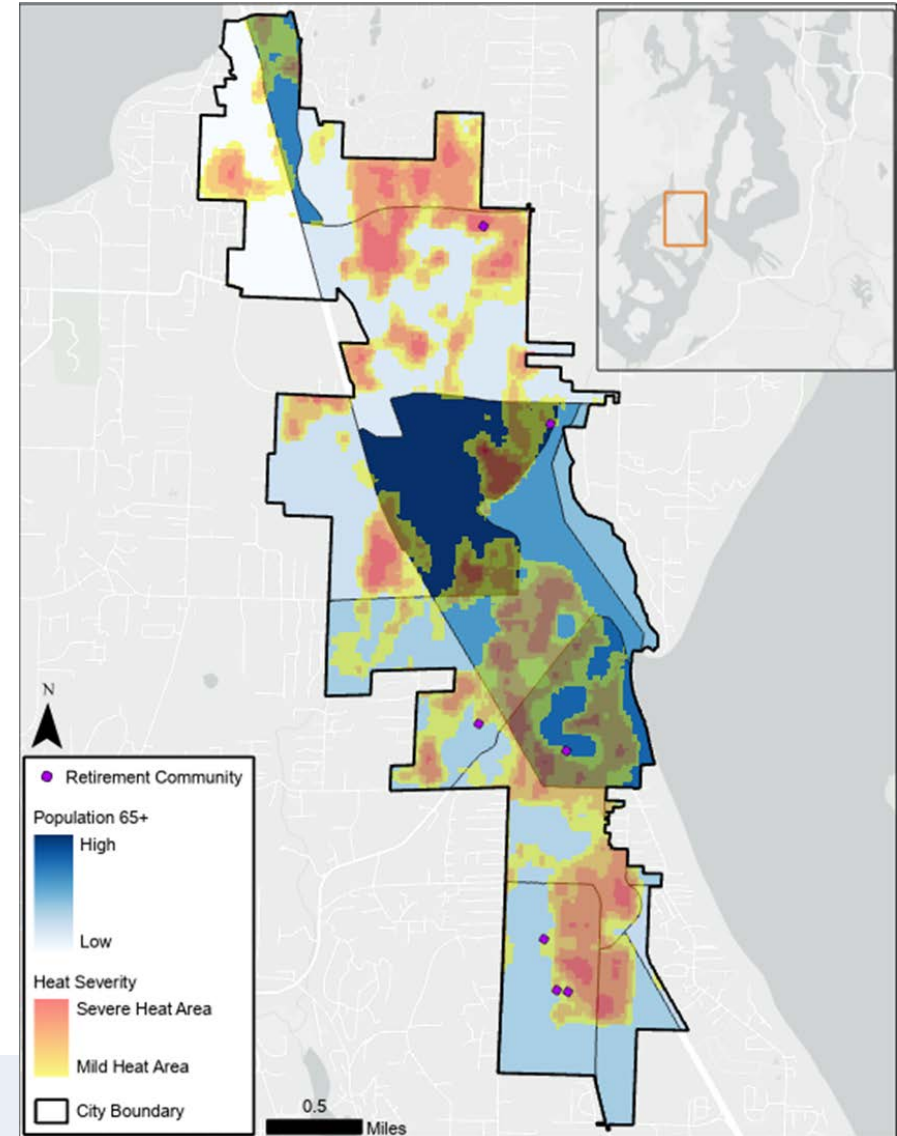 N
Retirement Community
Population 65+
High
Low
Heat Severity
Severe Heat Area
Mild Heat Area
City Boundary
0.5
Miles